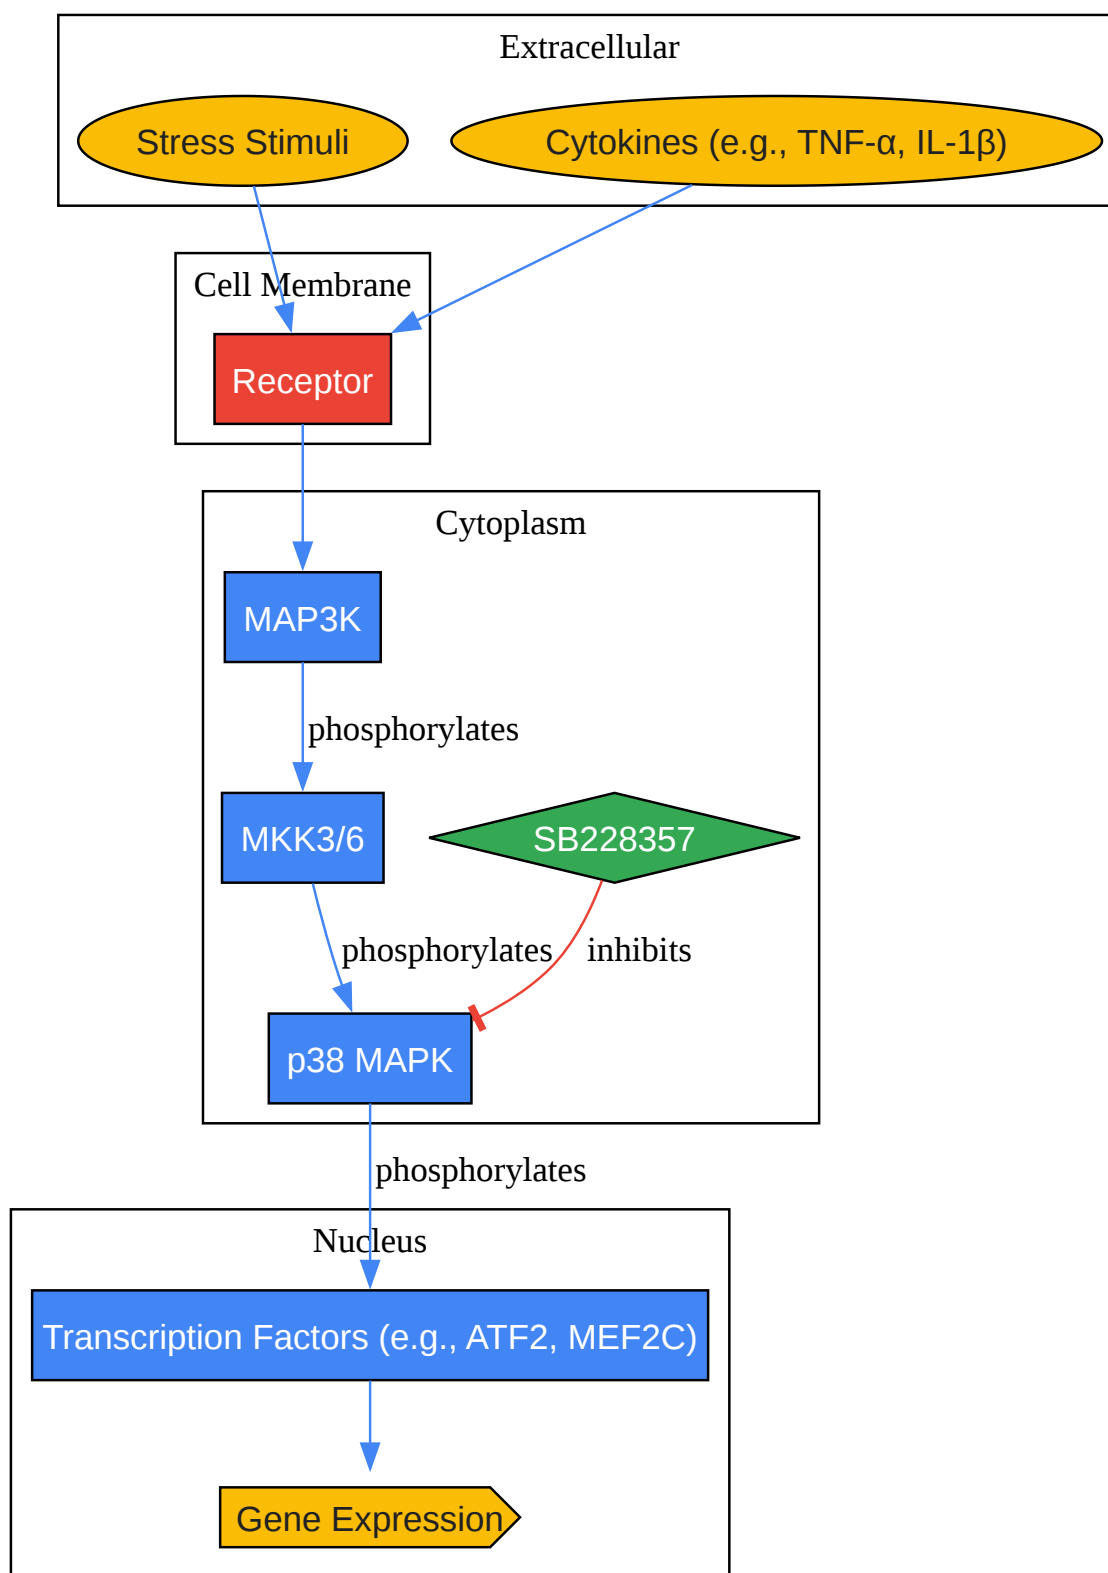 Extracellular
Stress Stimuli
Cytokines (e.g., TNF-α, IL-1β)
Cell Membrane
Receptor
Cytoplasm
MAP3K
phosphorylates
MKK3/6
SB228357
phosphorylates
inhibits
p38 MAPK
phosphorylates
Nucleus
Transcription Factors (e.g., ATF2, MEF2C)
Gene Expression